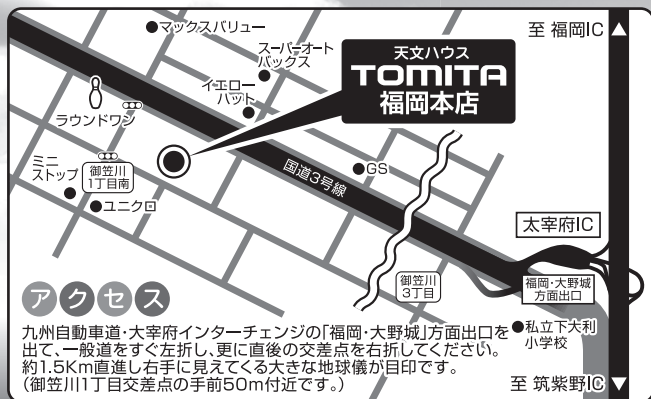 マックスバリュー
至 福岡IC
スーパーオート
バックス
天文ハウス
TOMITA
福岡本店
イエロー
ハット
ラウンドワン
ミニ
ストップ
御笠川
1丁目南
ユニクロ
GS
国道3号線
太宰府IC
御笠川
3丁目
福岡・大野城
方面出口
アクセス
私立下大利
小学校
九州自動車道・太宰府インターチェンジの「福岡・大野城」方面出口を
出て、一般道をすぐ左折し、更に直後の交差点を右折してください。
約1.5Km直進し右手に見えてくる大きな地球儀が目印です。
(御笠川1丁目交差点の手前50m付近です。)
至 筑紫野IC